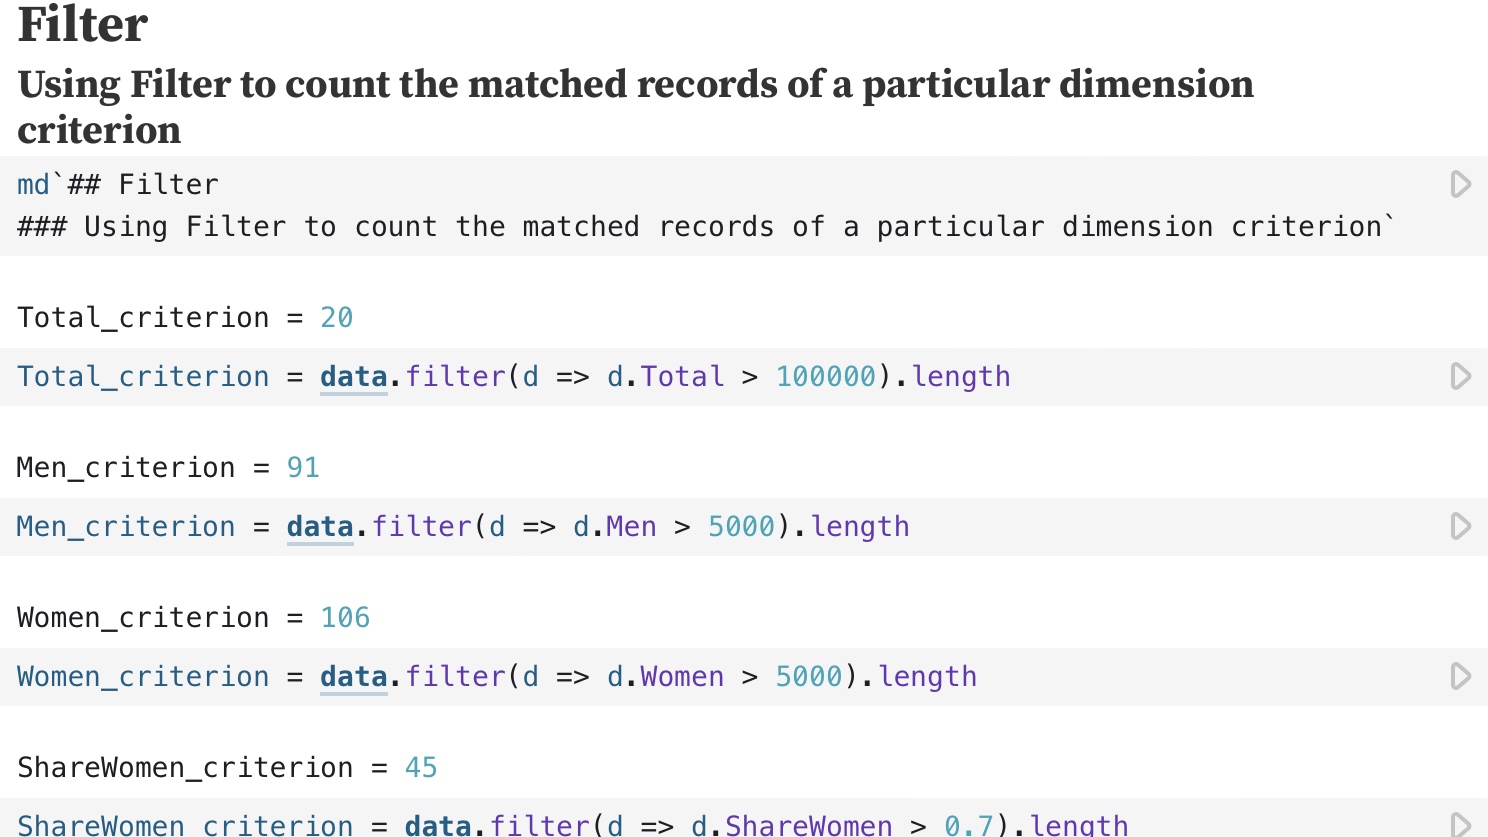 Filter
Using Filter to count the matched records of a particular dimension
criterion
md`## Filter
### Using Filter to count the matched records of a particular dimension criterion`
Total_criterion = 20
Total_criterion = data.filter(d => d.Total > 100000).length
Men_criterion = 91
Men_criterion = data.filter(d => d.Men > 5000).length
Women_criterion = 106
Women_criterion = data.filter(d => d.Women > 5000).length
ShareWomen_criterion = 45
ShareWomen_criterion = data.filter(d => d.ShareWomen > 0.7).length